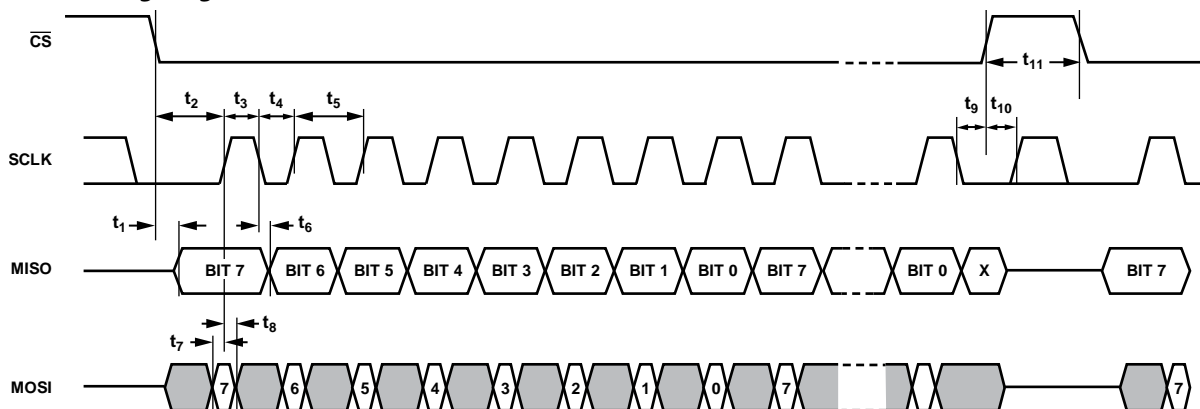 CS
t11
t2 t3 t4 t5
t9 t10
SCLK
t1
t6
MISO BIT 7 BIT 6 BIT 5 BIT 4 BIT 3 BIT 2 BIT 1 BIT 0 BIT 7 BIT 0 X BIT 7
t8
t7
MOSI 7 6 5 4 3 2 1 0 7 7